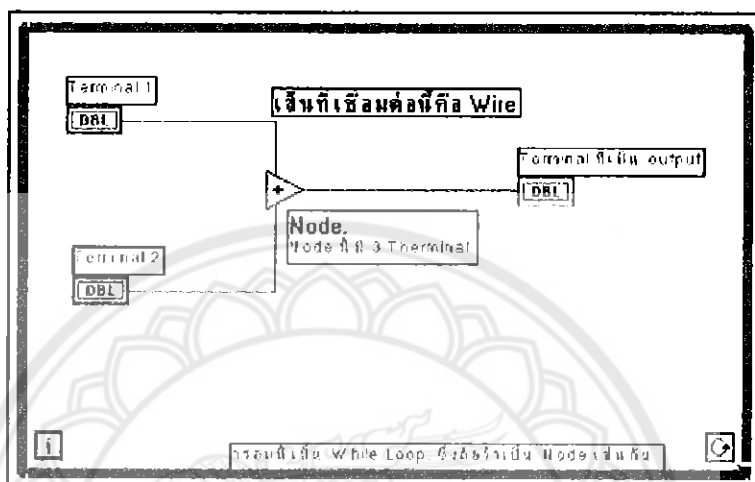 Terminal 1
DBL
เส้นที่เชื่อมต่อนี้คือ Wire
Terminal ที่เป็น output
DBL
+
Node.
Node นี้มี 3 Therminal
Terminal 2
DBL
i
กรอบที่เป็น While Loop ซึ่งถือว่าเป็น Node เช่นกัน